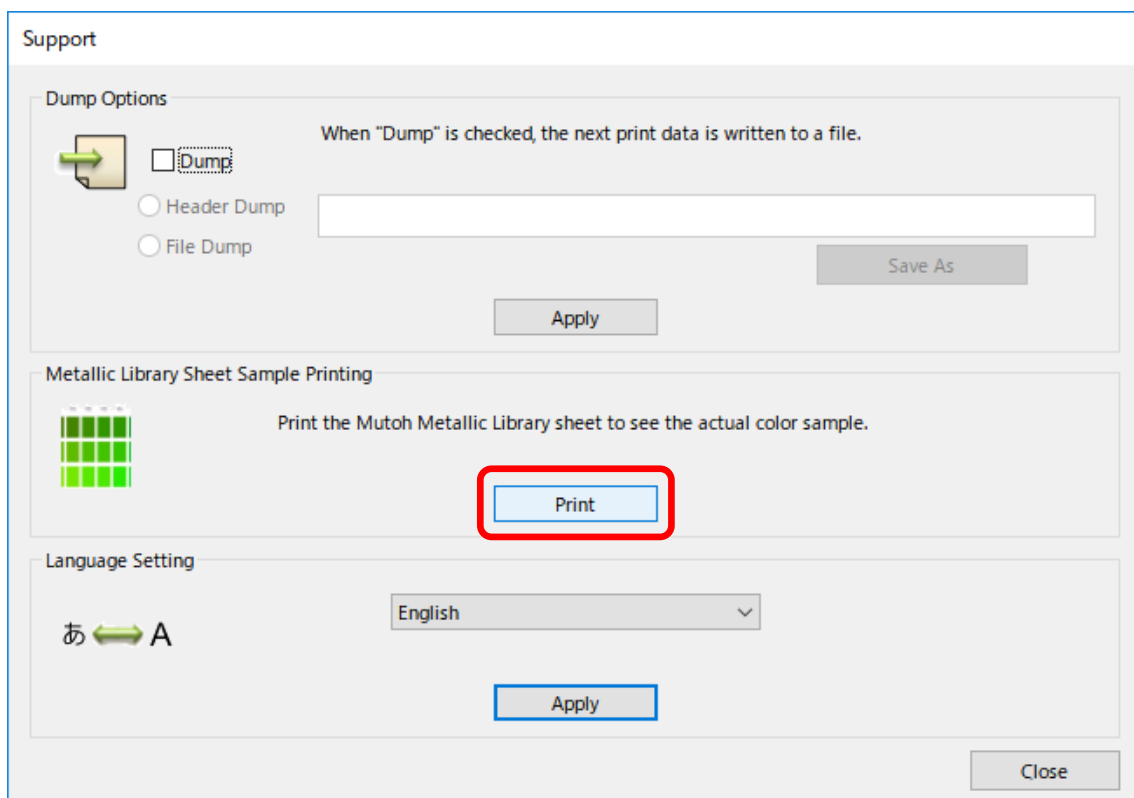 Support
Dump Options
When "Dump" is checked, the next print data is written to a file.
Dump
Header Dump
File Dump
Save As
Apply
Metallic Library Sheet Sample Printing
Print the Mutoh Metallic Library sheet to see the actual color sample.
Print
Language Setting
English
あ A
Apply
Close